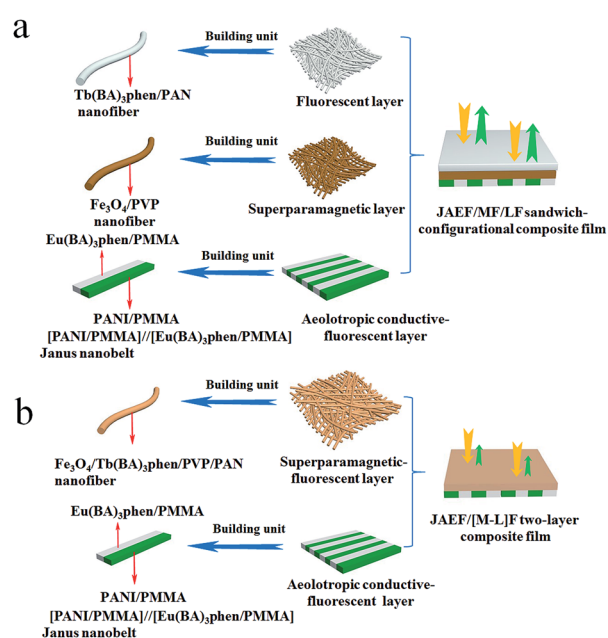 a
Building unit
Tb(BA)₃phen/PAN
nanofiber
Fluorescent layer
Building unit
Fe₃O₄/PVP
nanofiber
Superparamagnetic layer
JAEF/MF/LF sandwich-
configurational composite film
Eu(BA)₃phen/PMMA
Building unit
PANI/PMMA
[PANI/PMMA]//[Eu(BA)₃phen/PMMA]
Janus nanobelt
Aeolotropic conductive-
fluorescent layer
b
Building unit
Fe₃O₄/Tb(BA)₃phen/PVP/PAN
nanofiber
Superparamagnetic-
fluorescent layer
JAEF/[M-L]F two-layer
composite film
Eu(BA)₃phen/PMMA
Building unit
PANI/PMMA
[PANI/PMMA]//[Eu(BA)₃phen/PMMA]
Janus nanobelt
Aeolotropic conductive-
fluorescent layer